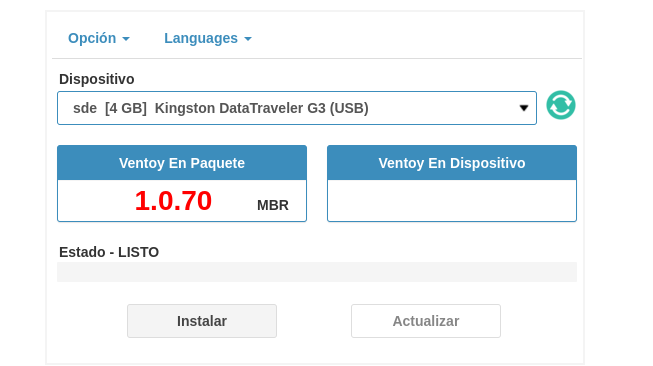 Opción Languages
Dispositivo
sde [4 GB] Kingston DataTraveler G3 (USB)
Ventoy En Paquete Ventoy En Dispositivo
1.0.70 MBR
Estado - LISTO
Instalar Actualizar